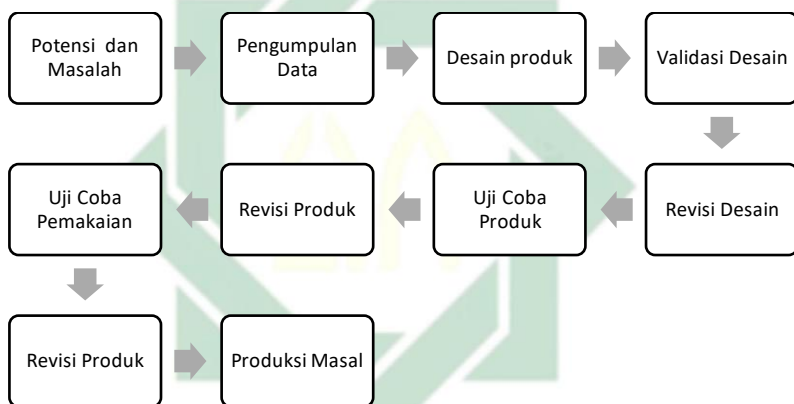 Potensi dan
Masalah
Pengumpulan
Data
Desain produk
Validasi Desain
Revisi Desain
Uji Coba
Produk
Revisi Produk
Uji Coba
Pemakaian
Revisi Produk
Produksi Masal